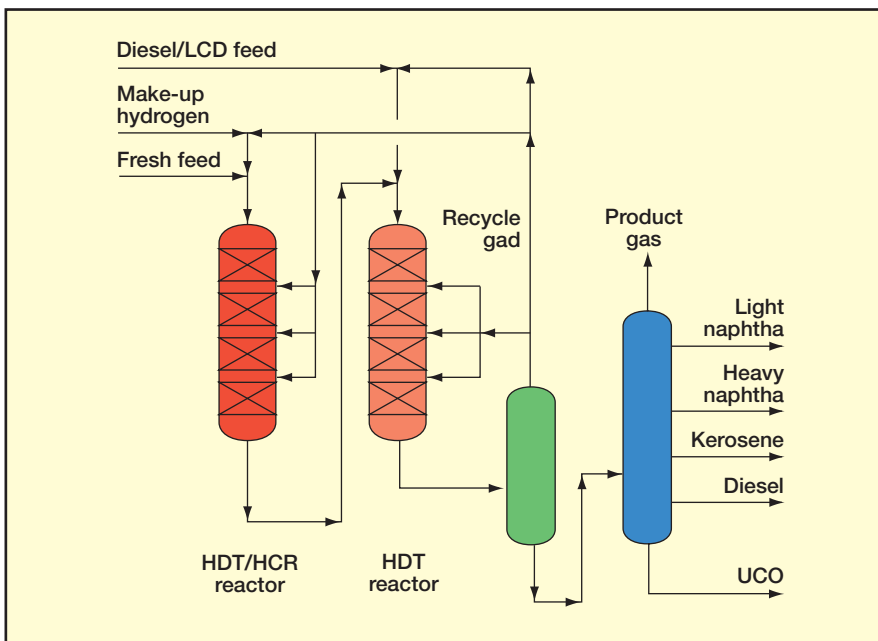 Diesel/LCD feed
Make-up
hydrogen
Fresh feed
Recycle
gad
Product
gas
Light
naphtha
Heavy
naphtha
Kerosene
Diesel
UCO
HDT/HCR
reactor
HDT
reactor